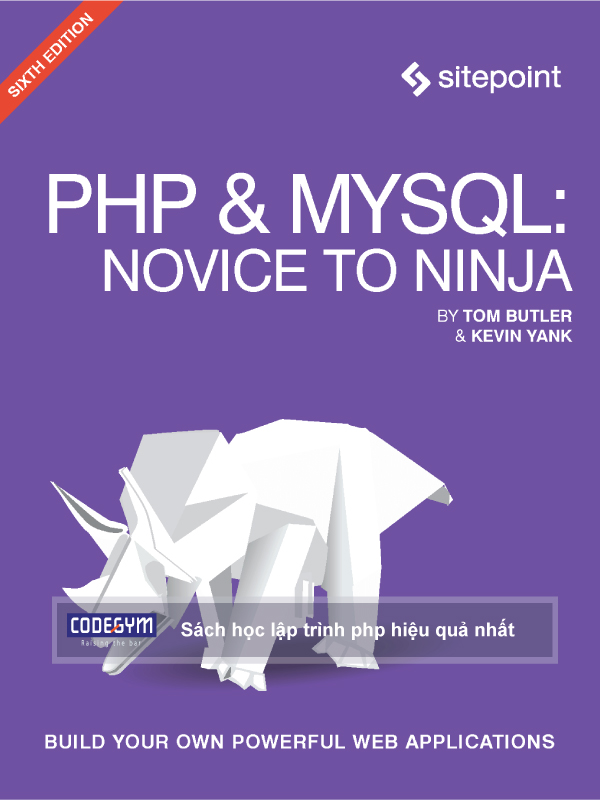 SIXTH EDITION
sitepoint
PHP & MYSQL:
NOVICE TO NINJA
BY TOM BUTLER
& KEVIN YANK
CODEGYM
Raising the bar
Sách học lập trình php hiệu quả nhất
BUILD YOUR OWN POWERFUL WEB APPLICATIONS